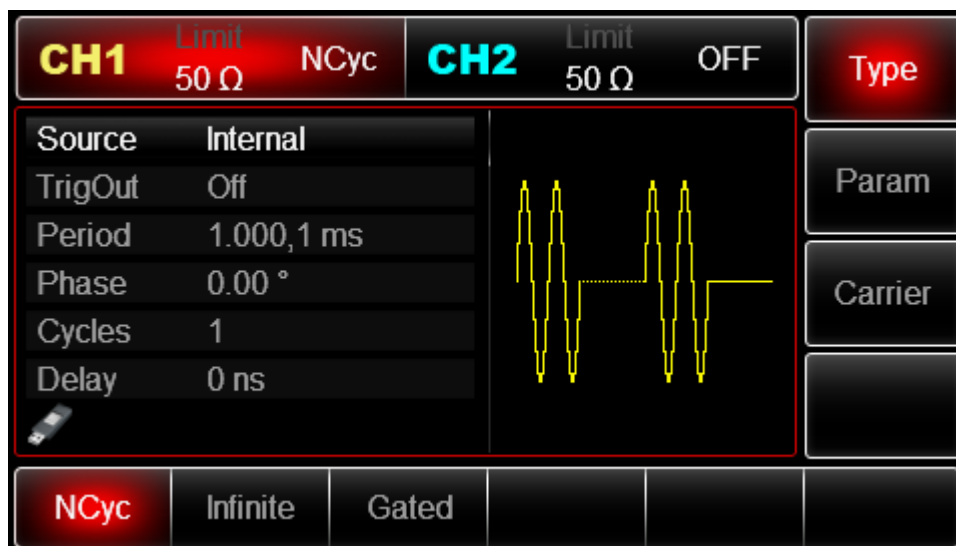 CH1 Limit 50 Ω NCyc CH2 Limit 50 Ω OFF Type
Source Internal
TrigOut Off
Param
Period 1.000,1 ms
Phase 0.00 °
Carrier
Cycles 1
Delay 0 ns
NCyc Infinite Gated